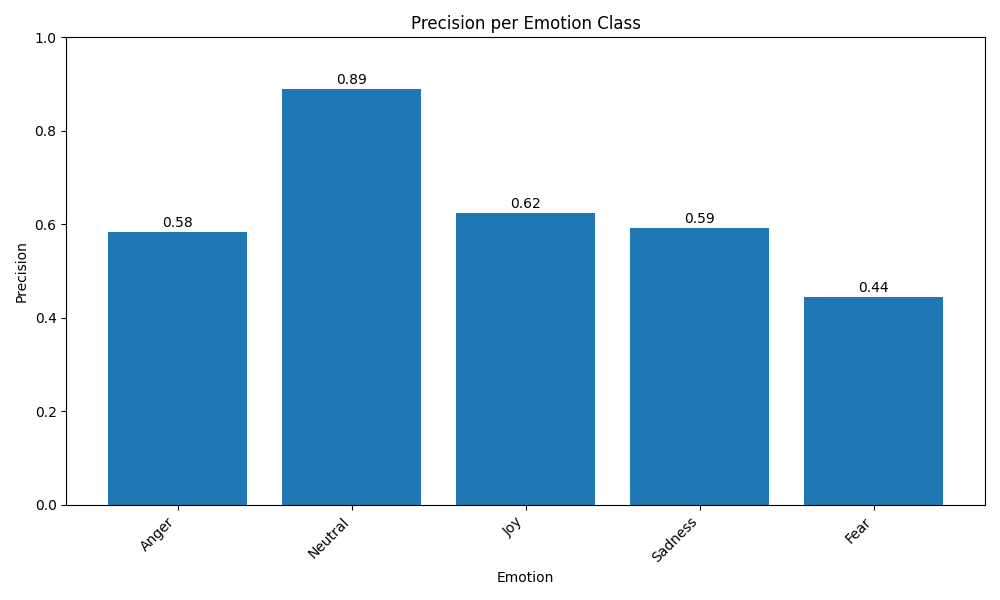 Precision per Emotion Class
Precision
1.0
0.8
0.6
0.4
0.2
0.0
0.58
0.89
0.62
0.59
0.44
Anger
Neutral
Joy
Sadness
Fear
Emotion